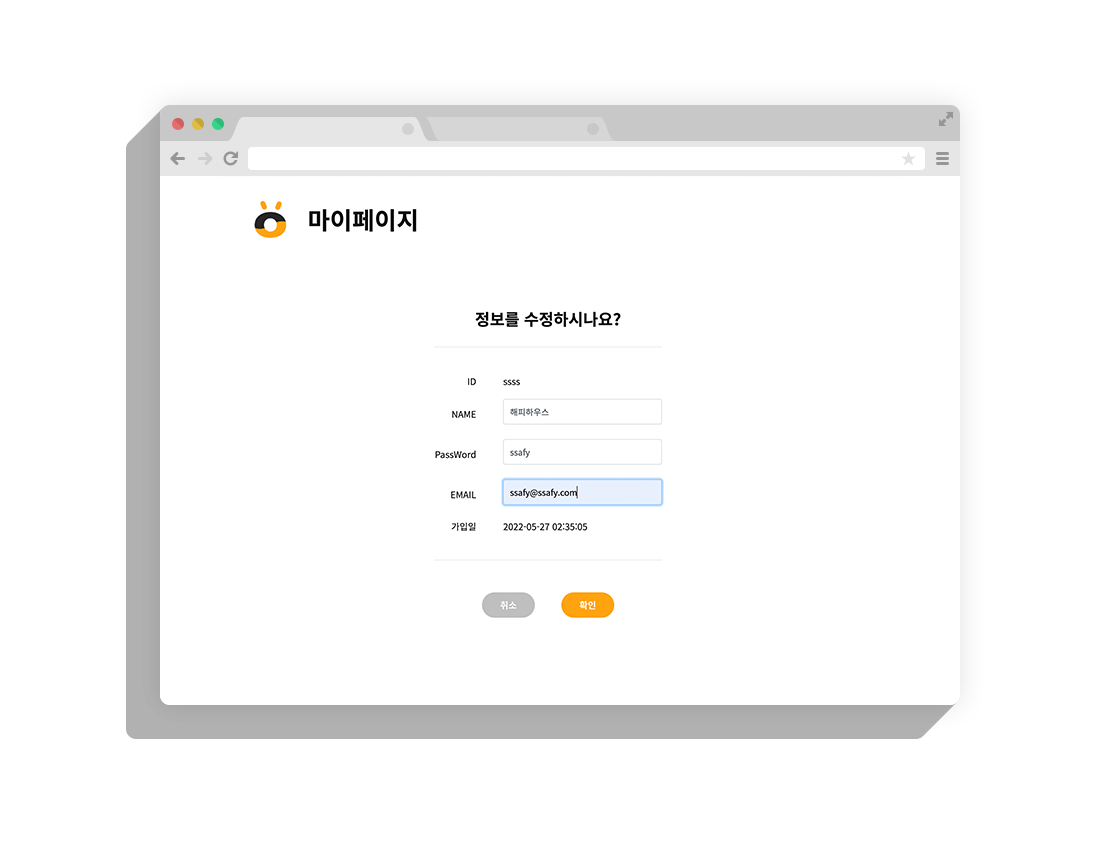 마이페이지
정보를 수정하시나요?
ID ssss
NAME 해피하우스
PassWord ssafy
EMAIL ssafy@ssafy.com
가입일 2022-05-27 02:35:05
취소 확인